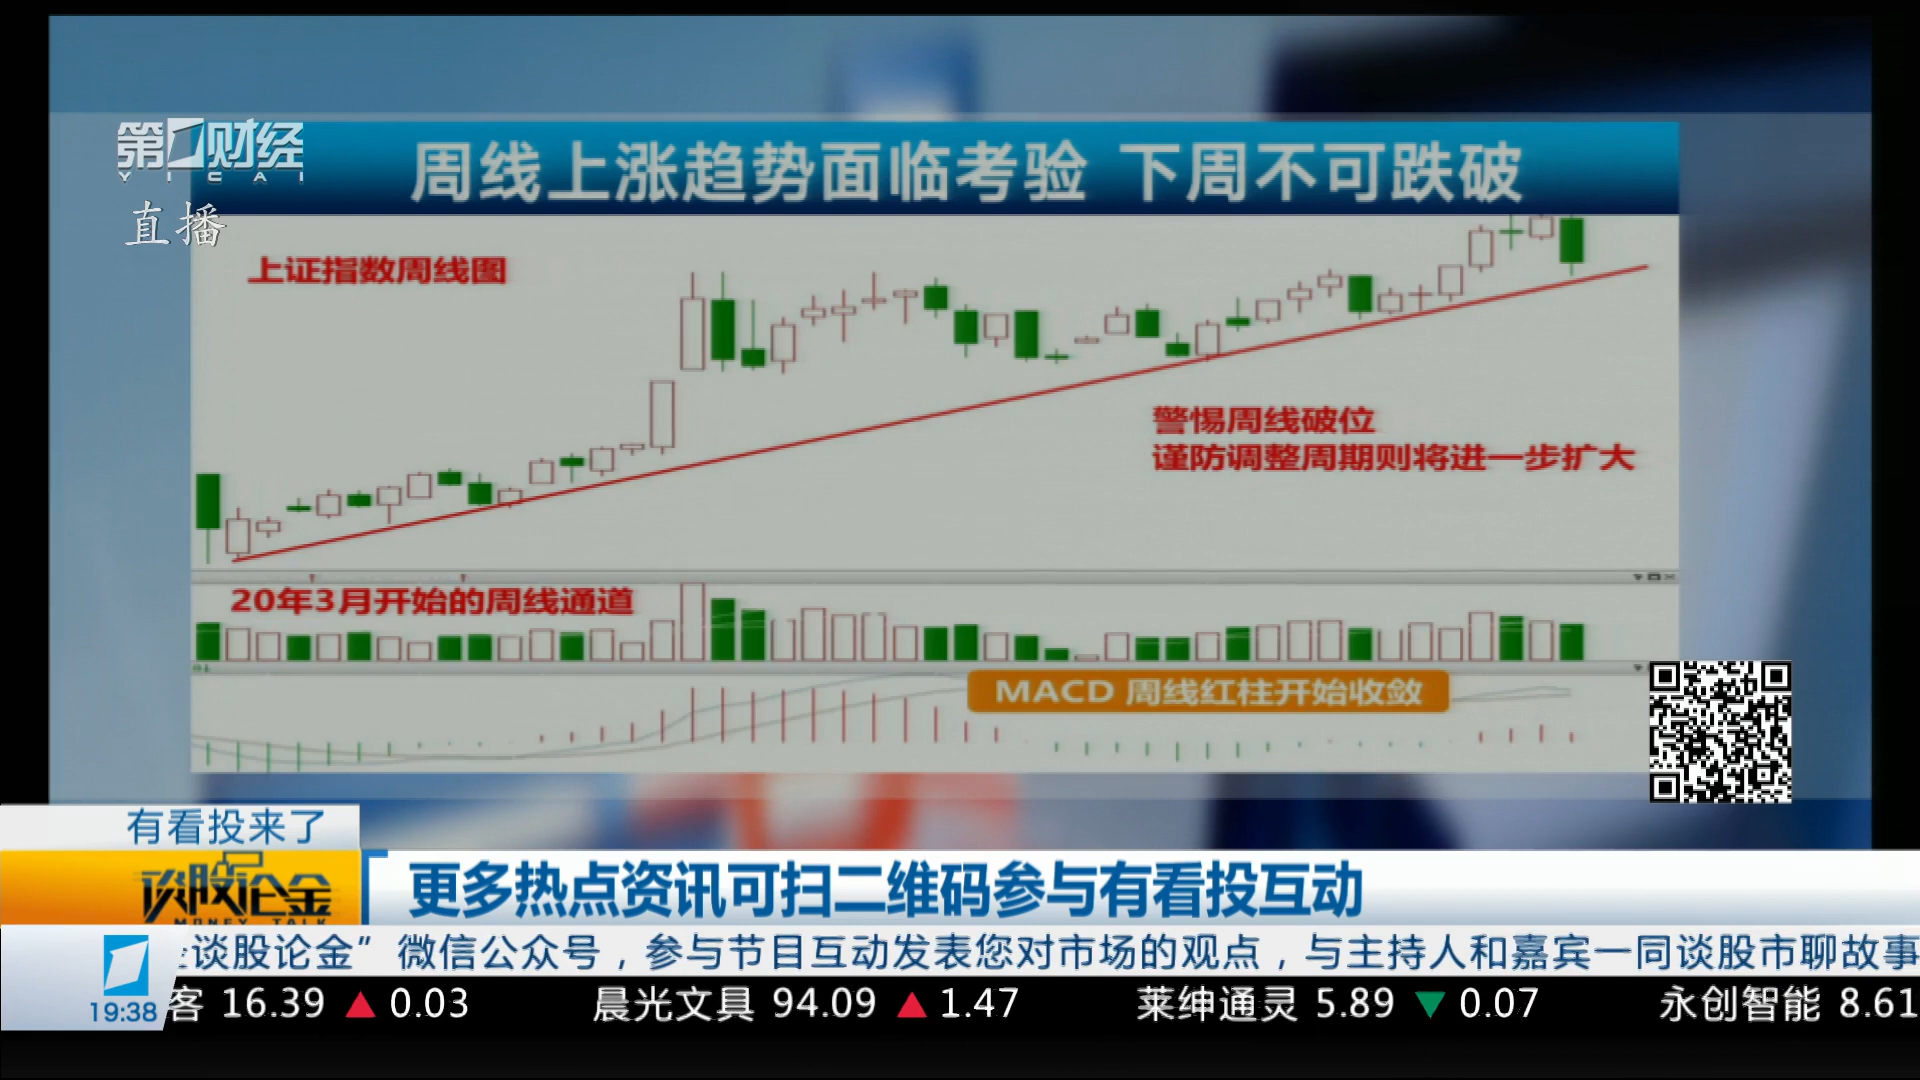 第一财经
YICAI
直播
周线上涨趋势面临考验 下周不可跌破
上证指数周线图
警惕周线破位
谨防调整周期则将进一步扩大
20年3月开始的周线通道
MACD 周线红柱开始收敛
有看投来了
谈股论金
MONEY TALK
更多热点资讯可扫二维码参与有看投互动
谈股论金”微信公众号，参与节目互动发表您对市场的观点，与主持人和嘉宾一同谈股市聊故事
19:38
客 16.39 ▲ 0.03 晨光文具 94.09 ▲ 1.47 莱绅通灵 5.89 ▼ 0.07 永创智能 8.61